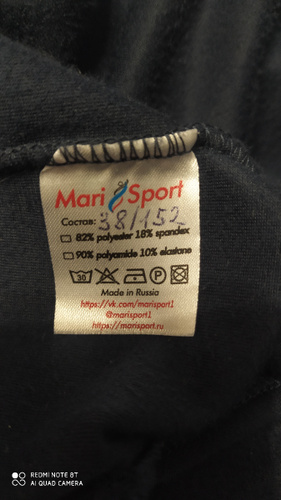 Mari Sport
Состав: 38/152
82% polyester 18% spandex
90% polyamide 10% elastane
30 P
Made in Russia
https://vk.com/marisport1
@marisport1
https://marisport.ru
REDMI NOTE 8T
AI QUAD CAMERA